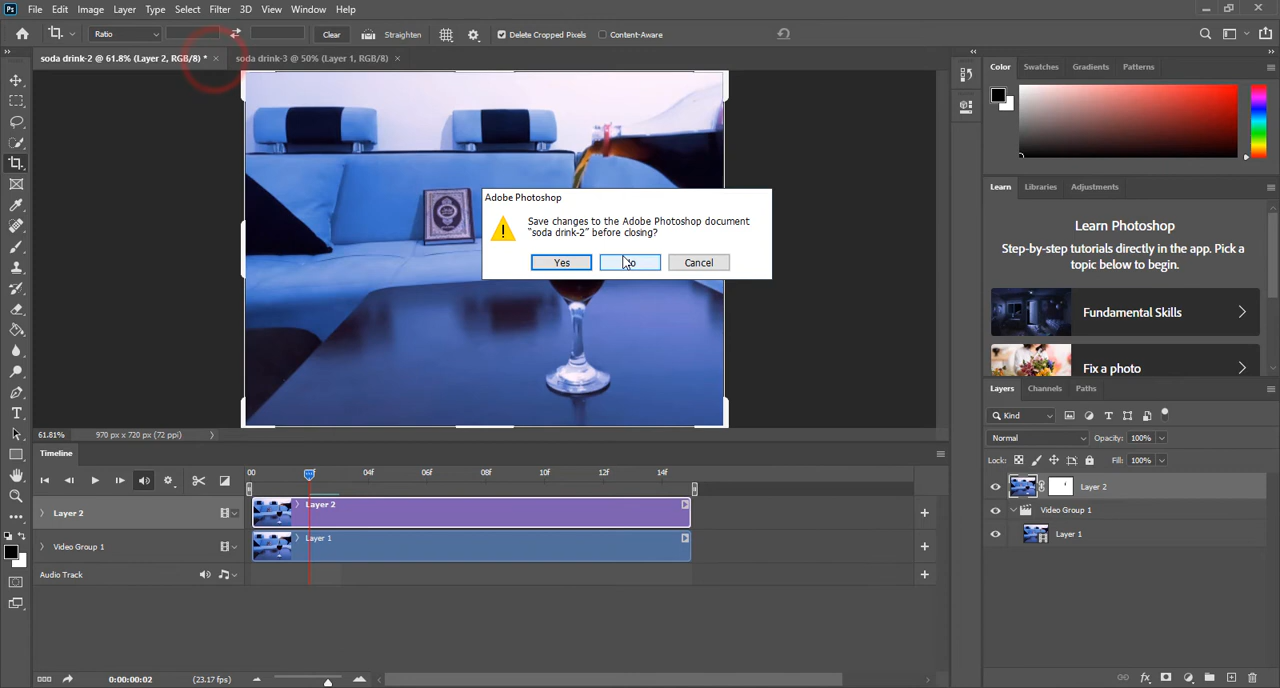 Ps File Edit Image Layer Type Select Filter 3D View Window Help
Ratio Clear Straighten Delete Cropped Pixels Content-Aware
soda drink-2 @ 61.8% (Layer 2, RGB/8) * × soda drink-3 @ 50% (Layer 1, RGB/8) ×
Color Swatches Gradients Patterns
Adobe Photoshop
Save changes to the Adobe Photoshop document
"soda drink-2" before closing?
Yes Cancel
Learn Libraries Adjustments
Learn Photoshop
Step-by-step tutorials directly in the app. Pick a
topic below to begin.
Fundamental Skills
Fix a photo
Layers Channels Paths
Kind
Normal Opacity: 100%
Lock: Fill: 100%
Layer 2
Video Group 1
Layer 1
61.81% 970 px x 720 px (72 ppi)
Timeline
00 04f 06f 08f 10f 12f 14f
Layer 2 Layer 2
Video Group 1 Layer 1
Audio Track
0:00:00:02 (23.17 fps)